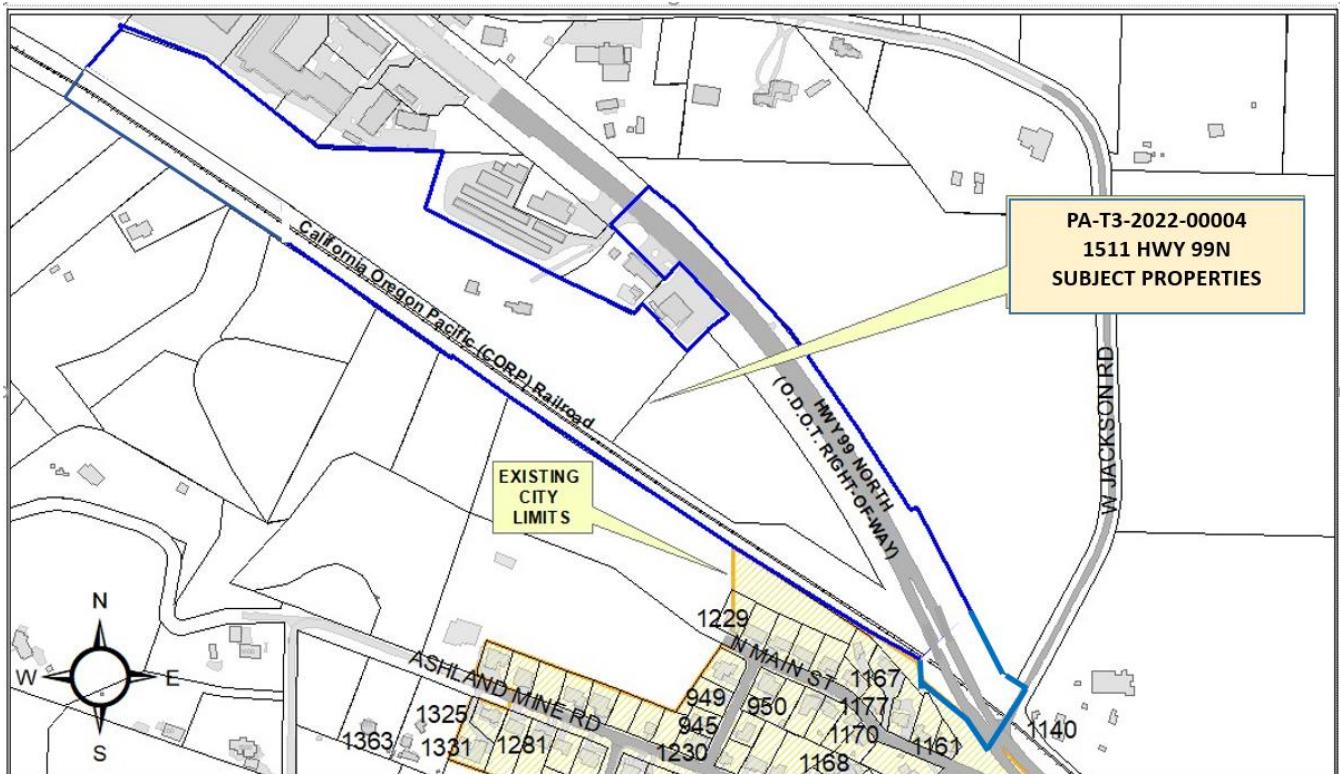 PA-T3-2022-00004
1511 HWY 99N
SUBJECT PROPERTIES
California Oregon Pacific (CORP) Railroad
HWY 99 NORTH
(O.D.O.T. RIGHT-OF-WAY)
W JACKSON RD
EXISTING
CITY
LIMITS
N
W
E
S
1229
N MAIN ST
ASHLAND MINE RD
1167
949
950
1177
1325
945
1170
1363
1331
1281
1230
1161
1140
1168